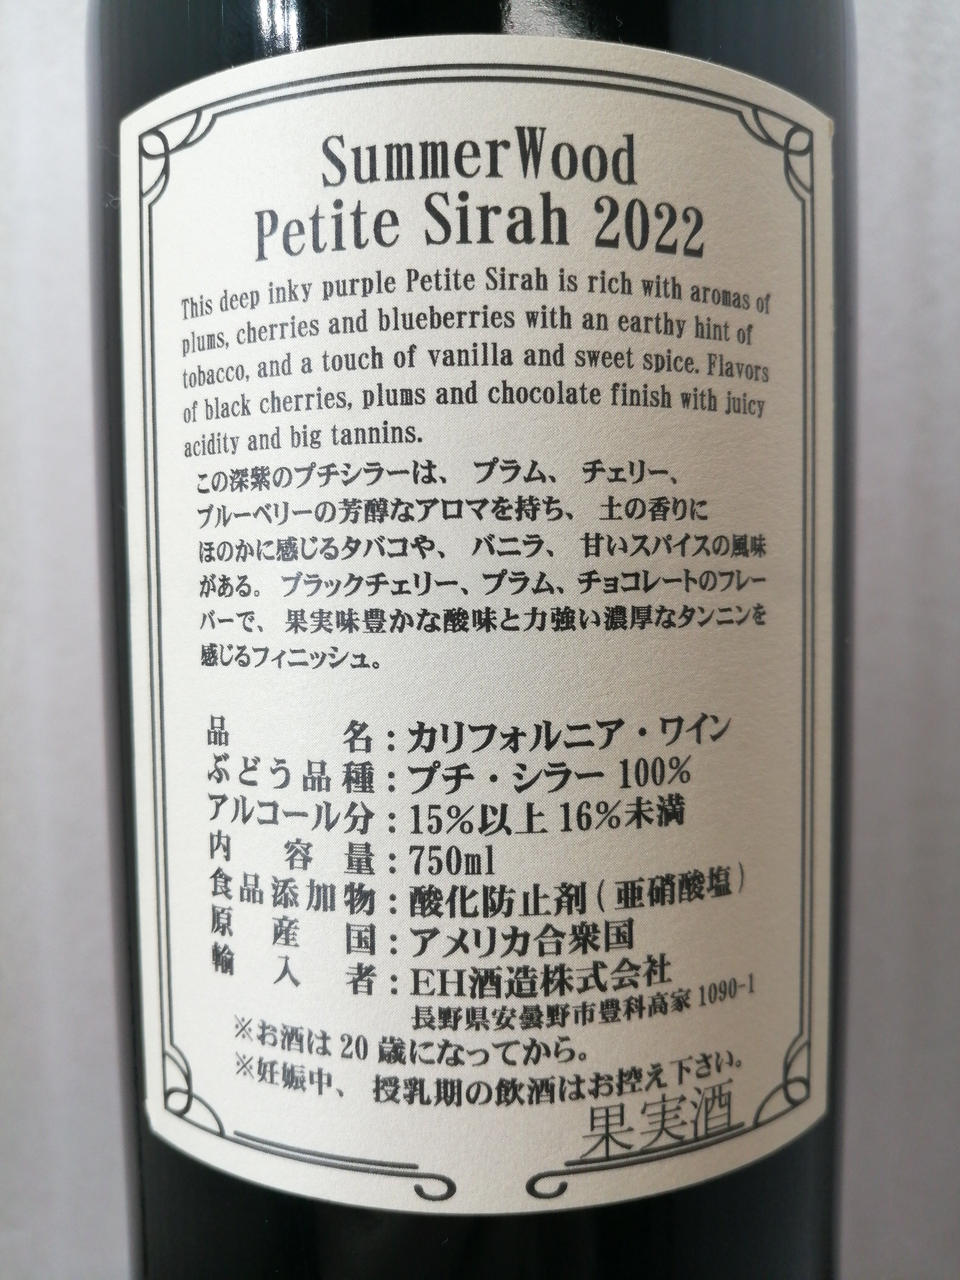 SummerWood
Petite Sirah 2022
This deep inky purple Petite Sirah is rich with aromas of
plums, cherries and blueberries with an earthy hint of
tobacco, and a touch of vanilla and sweet spice. Flavors
of black cherries, plums and chocolate finish with juicy
acidity and big tannins.
この深紫のプチシラーは、 プラム、 チェリー、
ブルーベリーの芳醇なアロマを持ち、 土の香りに
ほのかに感じるタバコや、 バニラ、 甘いスパイスの風味
がある。 ブラックチェリー、プラム、チョコレートのフレー
バーで、 果実味豊かな酸味と力強い濃厚なタンニンを
感じるフィニッシュ。
品名:カリフォルニア・ワイン
ぶどう品種:プチ・シラー 100%
アルコール分:15%以上 16%未満
内容量:750ml
食品添加物:酸化防止剤(亜硝酸塩)
原産国:アメリカ合衆国
輸入者:EH酒造株式会社
長野県安曇野市豊科高家 1090-1
※お酒は 20 歳になってから。
※妊娠中、 授乳期の飲酒はお控え下さい。
果実酒